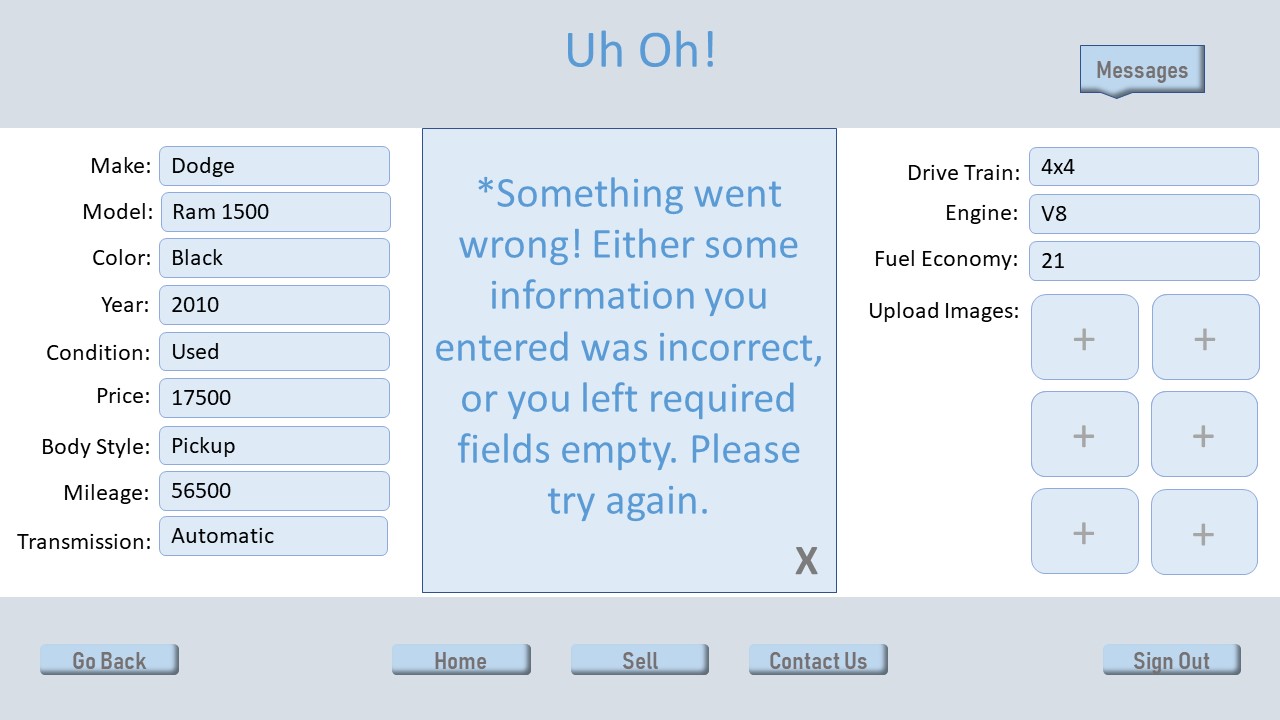 Uh Oh!
Messages
Make: Dodge
Model: Ram 1500
Color: Black
Year: 2010
Condition: Used
Price: 17500
Body Style: Pickup
Mileage: 56500
Transmission: Automatic
*Something went
wrong! Either some
information you
entered was incorrect,
or you left required
fields empty. Please
try again.
X
Drive Train: 4x4
Engine: V8
Fuel Economy: 21
Upload Images:
+ +
+ +
+ +
Go Back
Home
Sell
Contact Us
Sign Out